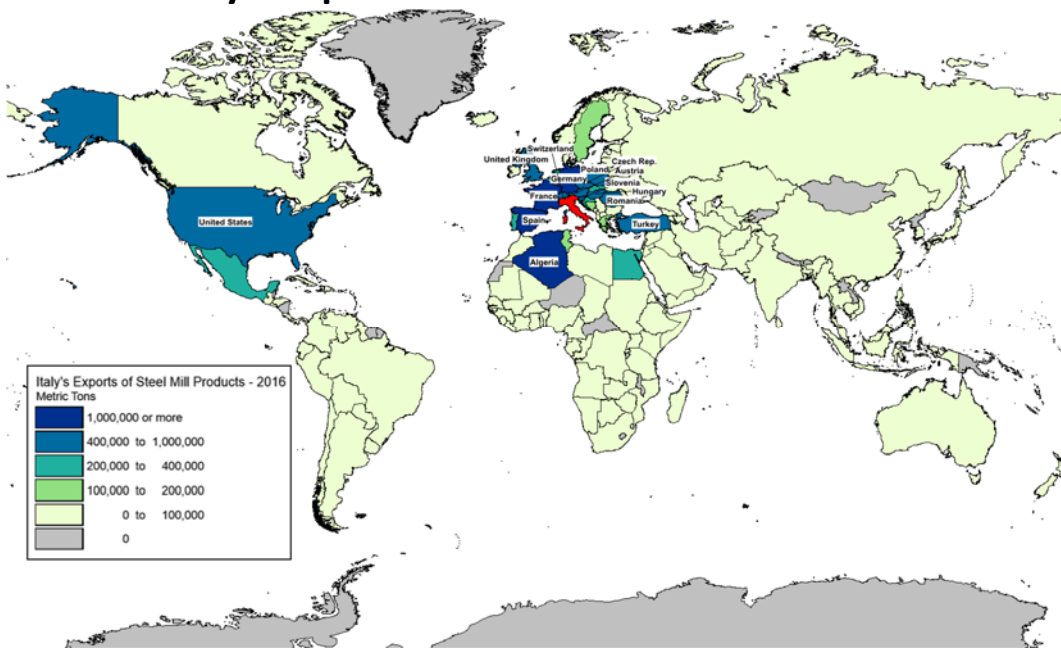 Switzerland
United Kingdom
Poland
Czech Rep.
Austria
Germany
Slovenia
Hungary
France
Romania
United States
Spain
Turkey
Algeria
Italy's Exports of Steel Mill Products - 2016
Metric Tons
1,000,000 or more
400,000 to 1,000,000
200,000 to 400,000
100,000 to 200,000
0 to 100,000
0